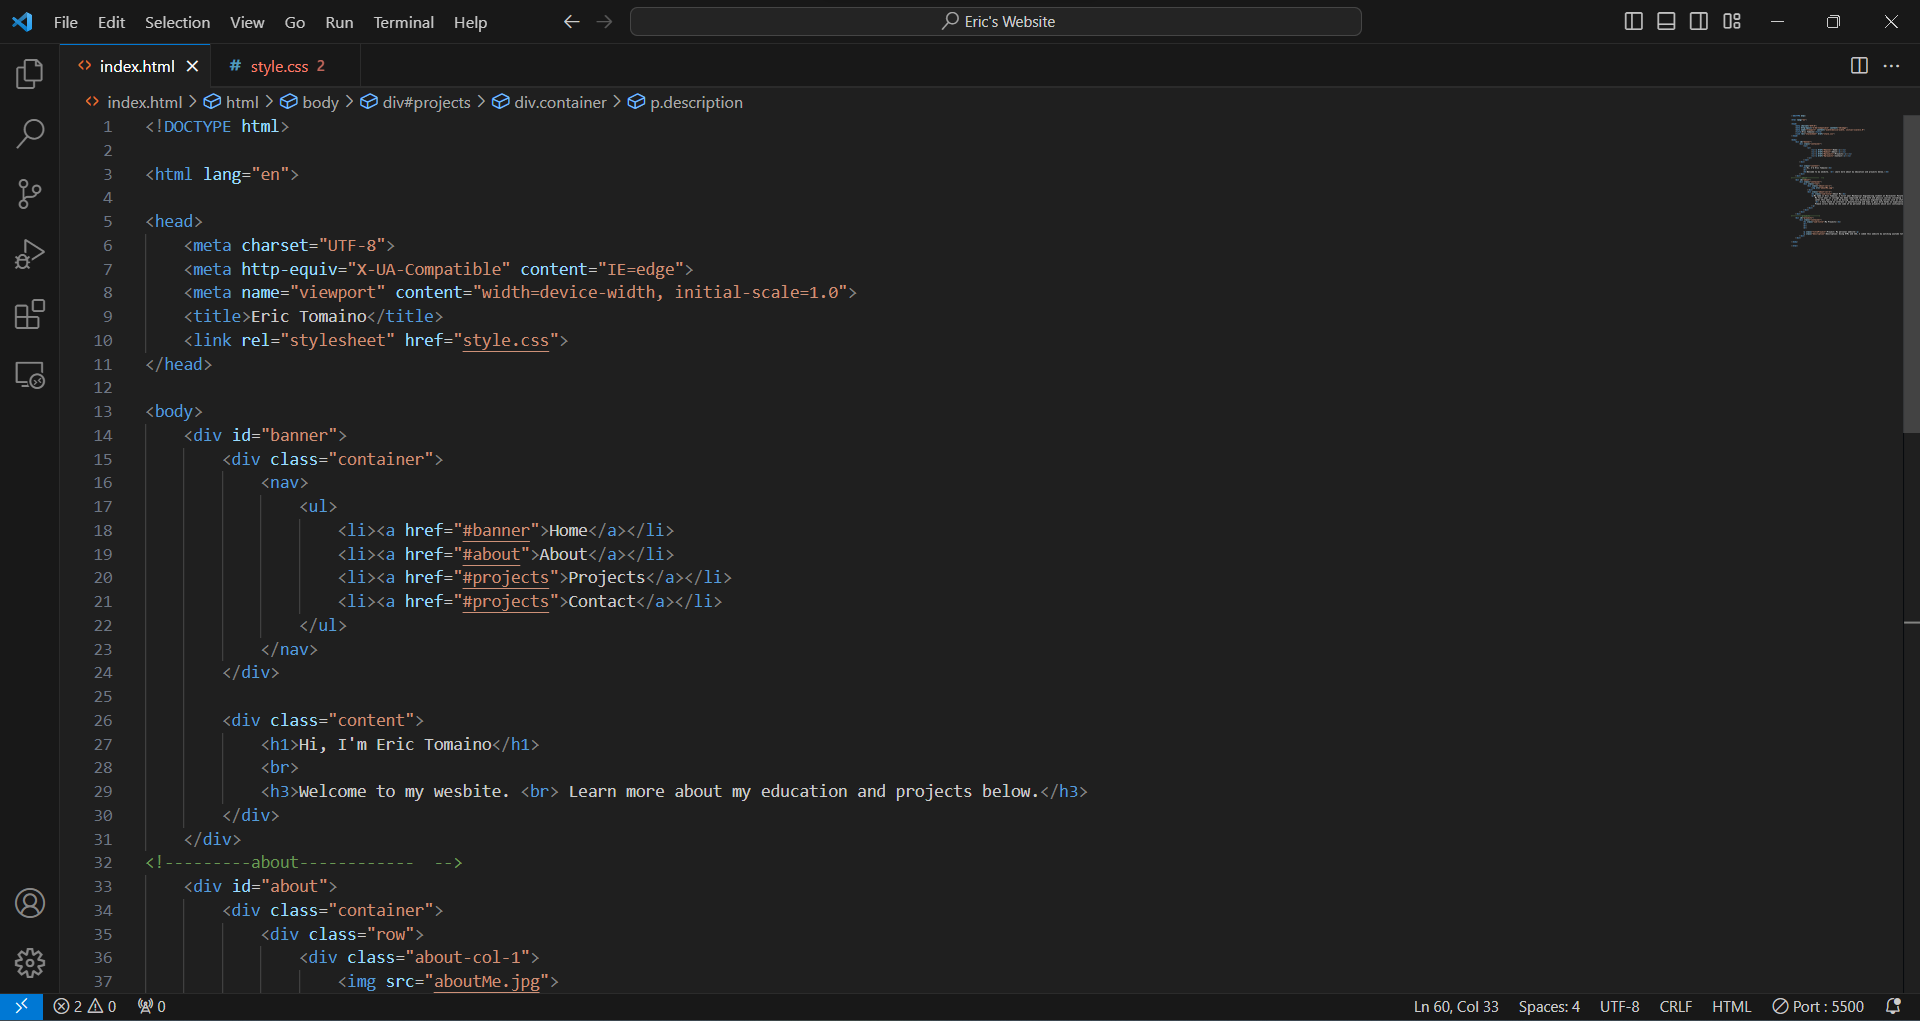 File Edit Selection View Go Run Terminal Help Eric's Website
index.html style.css 2
index.html > html > body > div#projects > div.container > p.description
1 <!DOCTYPE html>
2
3 <html lang="en">
4
5 <head>
6 <meta charset="UTF-8">
7 <meta http-equiv="X-UA-Compatible" content="IE=edge">
8 <meta name="viewport" content="width=device-width, initial-scale=1.0">
9 <title>Eric Tomaino</title>
10 <link rel="stylesheet" href="style.css">
11 </head>
12
13 <body>
14 <div id="banner">
15 <div class="container">
16 <nav>
17 <ul>
18 <li><a href="#banner">Home</a></li>
19 <li><a href="#about">About</a></li>
20 <li><a href="#projects">Projects</a></li>
21 <li><a href="#projects">Contact</a></li>
22 </ul>
23 </nav>
24 </div>
25
26 <div class="content">
27 <h1>Hi, I'm Eric Tomaino</h1>
28 <br>
29 <h3>Welcome to my wesbite. <br> Learn more about my education and projects below.</h3>
30 </div>
31 </div>
32 <!---------about------------  -->
33 <div id="about">
34 <div class="container">
35 <div class="row">
36 <div class="about-col-1">
37 <img src="aboutMe.jpg">
2 0 0 Ln 60, Col 33 Spaces: 4 UTF-8 CRLF HTML Port : 5500